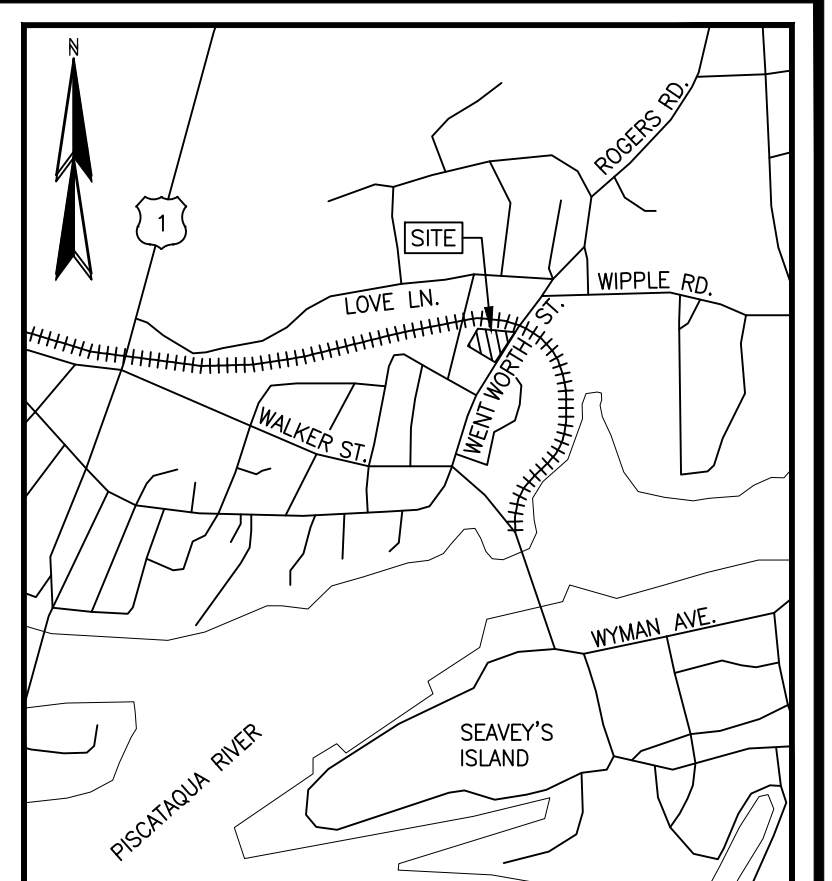 N
ROGERS RD.
1
SITE
WIPPLE RD.
LOVE LN.
WENTWORTH ST.
WALKER ST.
WYMAN AVE.
SEAVEY'S
ISLAND
PISCATAQUA RIVER